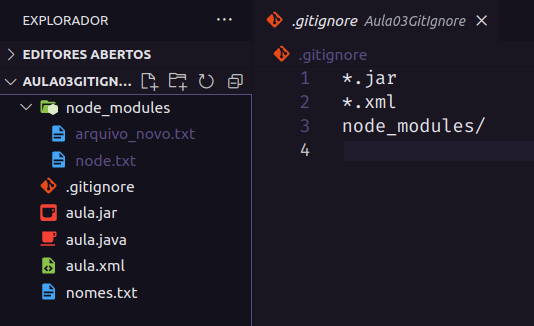 EXPLORADOR ···
EDITORES ABERTOS
AULA03GITIGN...
node_modules
arquivo_novo.txt
node.txt
.gitignore
aula.jar
aula.java
aula.xml
nomes.txt
.gitignore Aula03GitIgnore
.gitignore
1 *.jar
2 *.xml
3 node_modules/
4